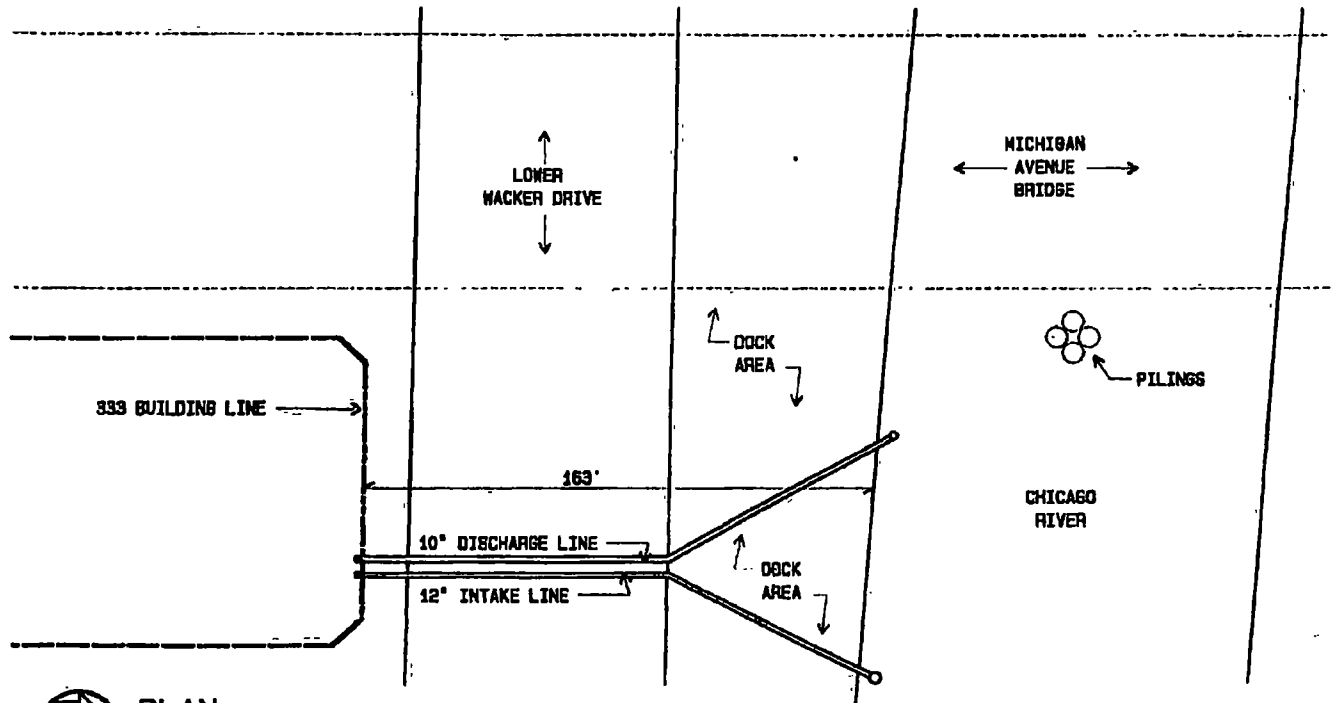 LOWER
WACKER DRIVE
MICHIGAN
AVENUE
BRIDGE
DOCK
AREA
PILINGS
333 BUILDING LINE
163'
CHICAGO
RIVER
10" DISCHARGE LINE
12" INTAKE LINE
DOCK
AREA
PLAN